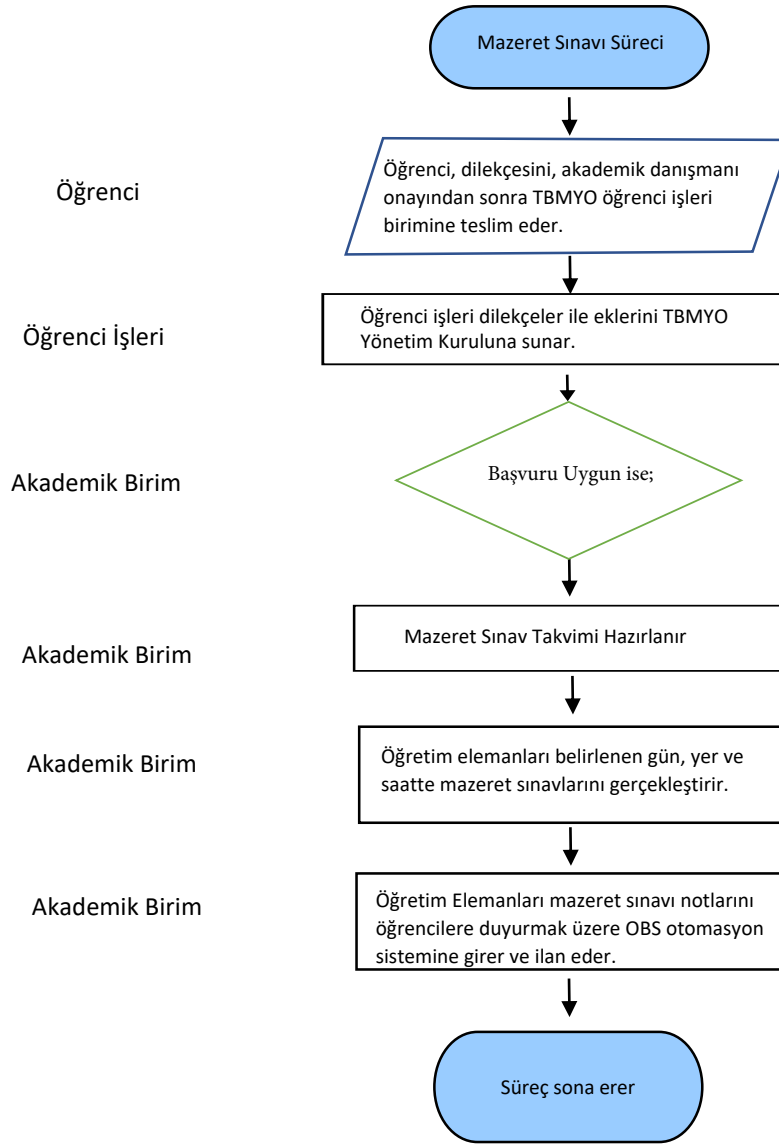 Mazeret Sınavı Süreci
Öğrenci
Öğrenci, dilekçesini, akademik danışmanı
onayından sonra TBMYO öğrenci işleri
birimine teslim eder.
Öğrenci İşleri
Öğrenci işleri dilekçeler ile eklerini TBMYO
Yönetim Kuruluna sunar.
Akademik Birim
Başvuru Uygun ise;
Akademik Birim
Mazeret Sınav Takvimi Hazırlanır
Akademik Birim
Öğretim elemanları belirlenen gün, yer ve
saatte mazeret sınavlarını gerçekleştirir.
Akademik Birim
Öğretim Elemanları mazeret sınavı notlarını
öğrencilere duyurmak üzere OBS otomasyon
sistemine girer ve ilan eder.
Süreç sona erer